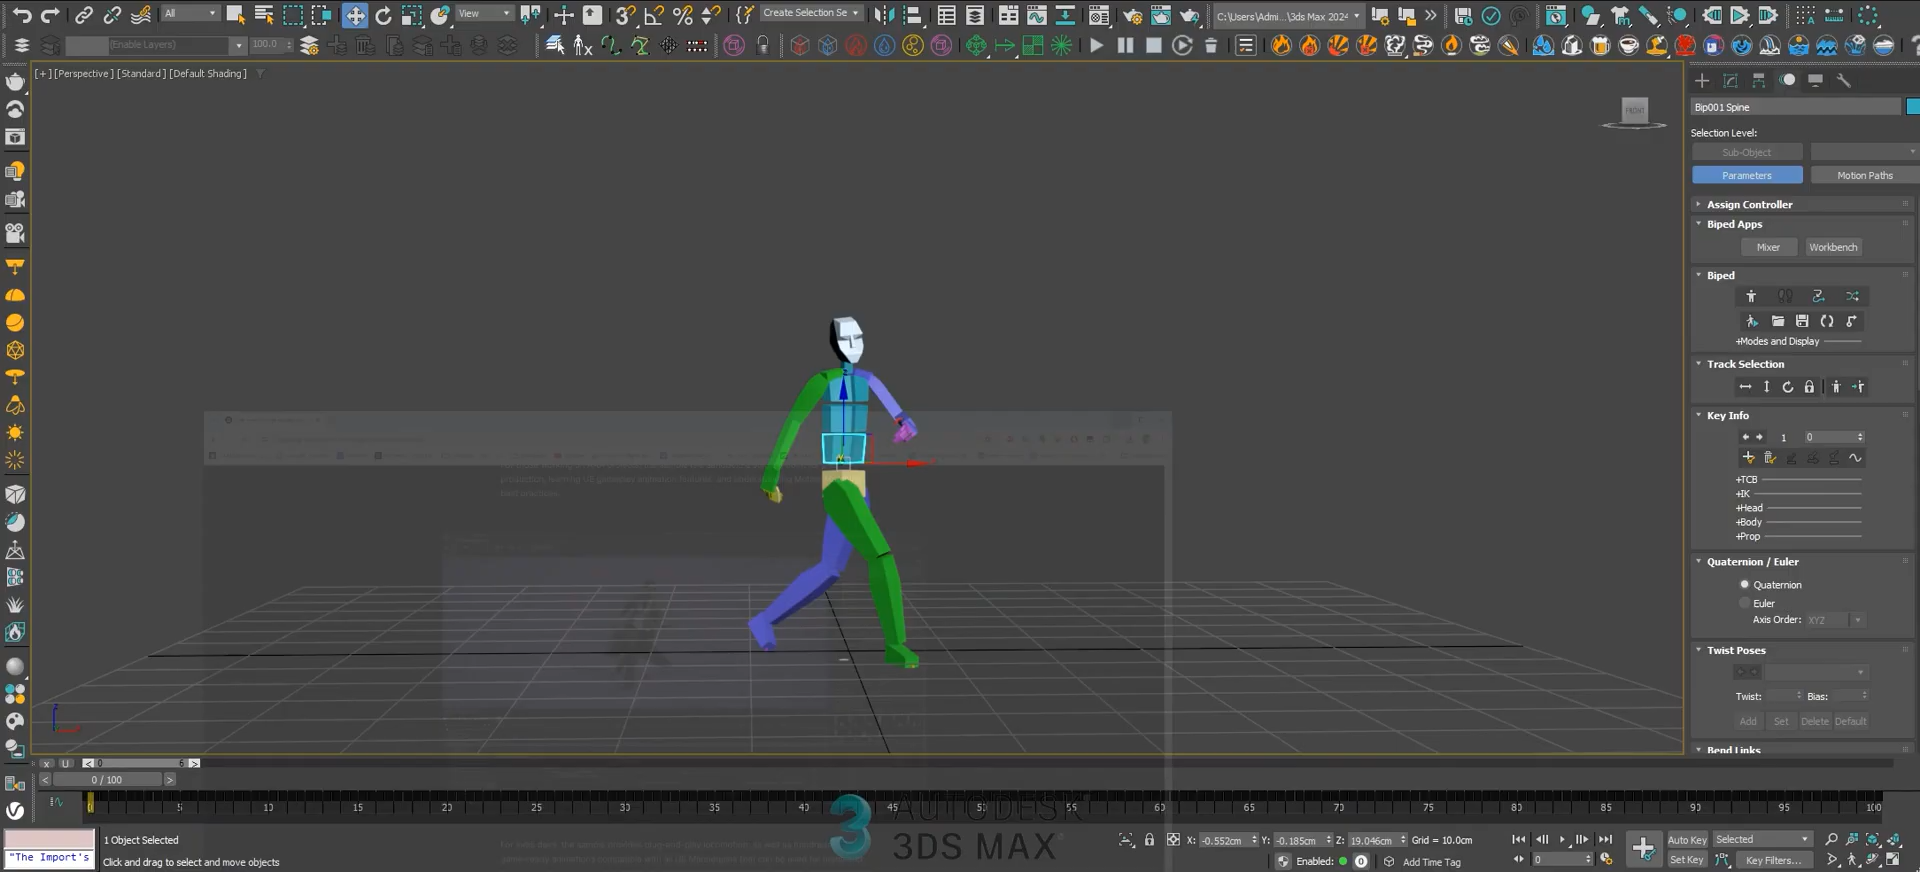 All
View
Create Selection Se
C:\Users\Admi...\3ds Max 2024
(Enable Layers)
100.0
[+] [Perspective] [Standard] [Default Shading]
FRONT
Bip001 Spine
Selection Level:
Sub-Object
Parameters
Motion Paths
Assign Controller
Biped Apps
Mixer
Workbench
Biped
+Modes and Display
Track Selection
Key Info
1
0
+TCB
+IK
+Head
+Body
+Prop
Quaternion / Euler
Quaternion
Euler
Axis Order:
XYZ
Twist Poses
Twist:
Bias:
Add
Set
Delete
Default
Bend Links
x
U
<
0
6
>
<
0 / 100
>
0
5
10
15
20
25
30
35
40
45
50
55
60
65
70
75
80
85
90
95
100
AUTODESK
3DS MAX
"The Import's
1 Object Selected
Click and drag to select and move objects
X:
-0.552cm
Y:
-0.185cm
Z:
19.046cm
Grid = 10.0cm
Enabled:
0
Add Time Tag
0
Auto Key
Selected
Set Key
Key Filters...